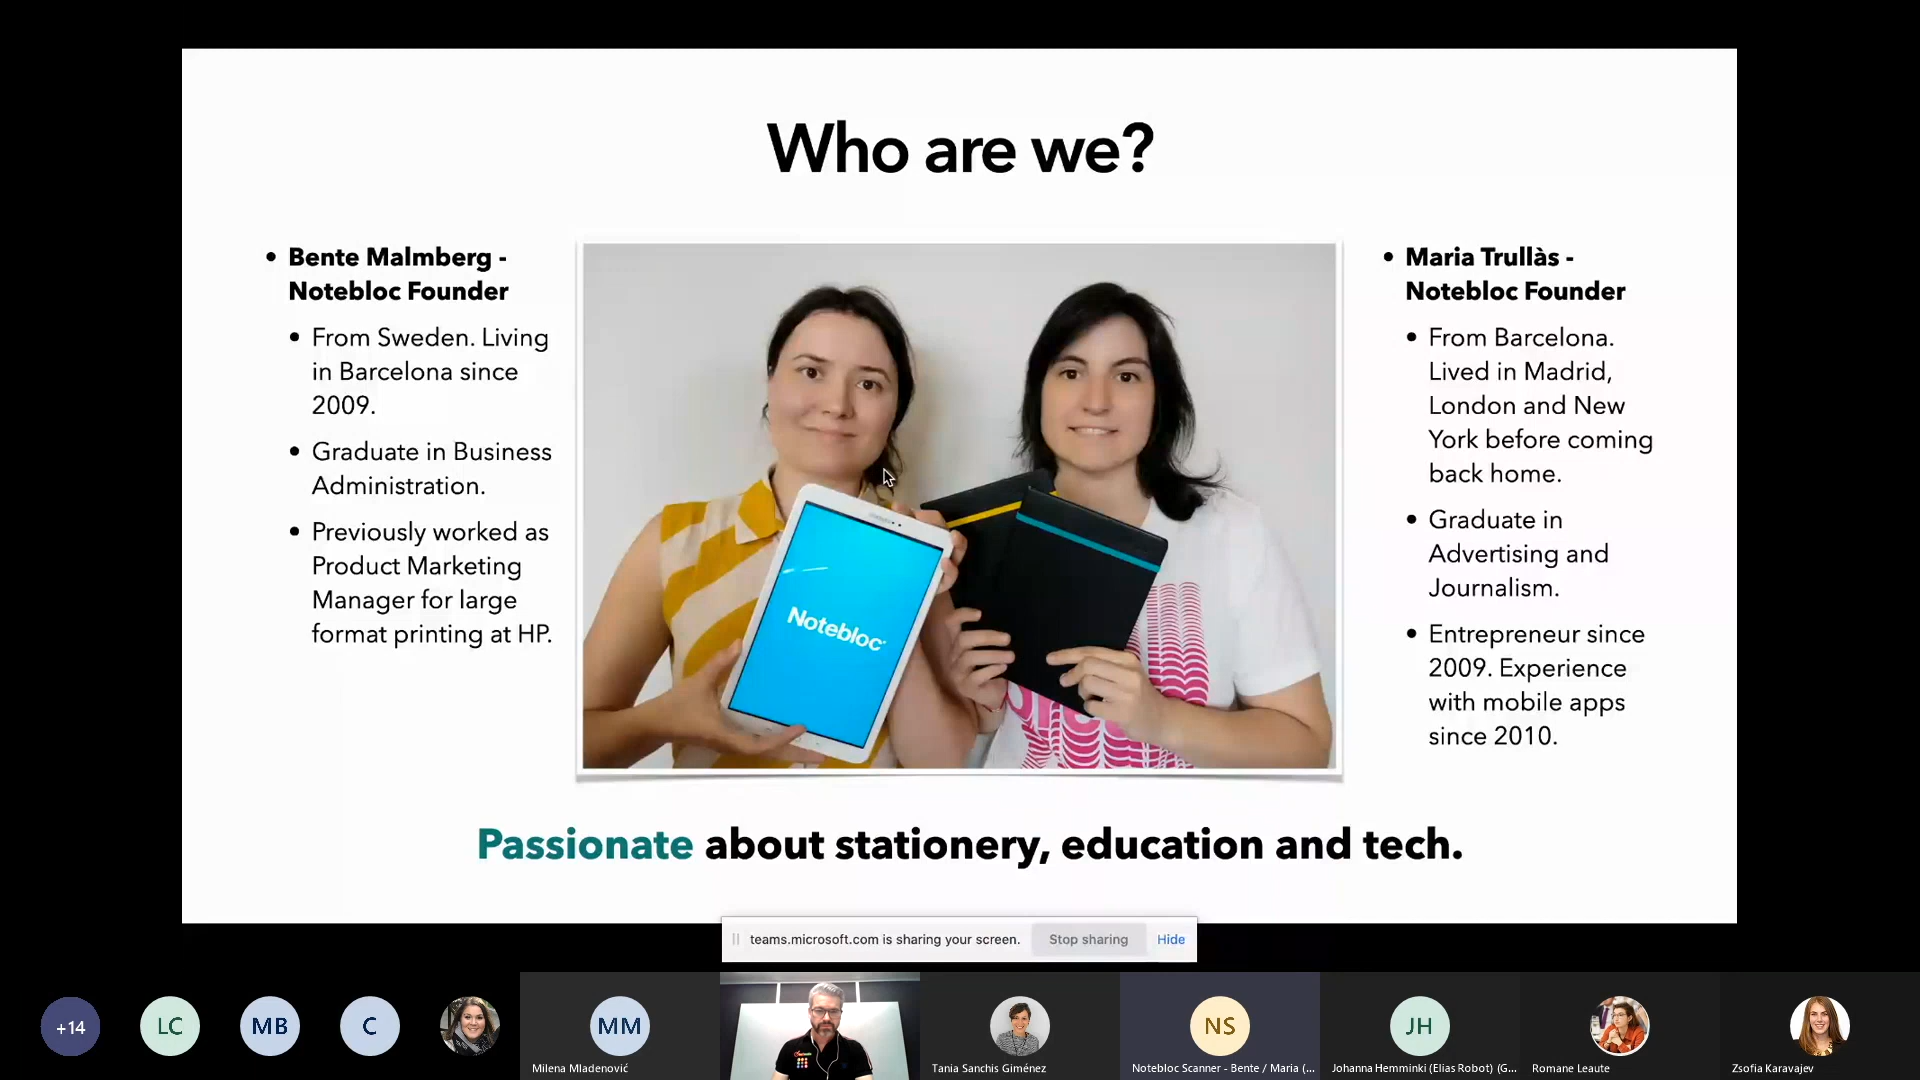 Who are we?
• Bente Malmberg -
Notebloc Founder
• From Sweden. Living
in Barcelona since
2009.
• Graduate in Business
Administration.
• Previously worked as
Product Marketing
Manager for large
format printing at HP.
Notebloc
• Maria Trullàs -
Notebloc Founder
• From Barcelona.
Lived in Madrid,
London and New
York before coming
back home.
• Graduate in
Advertising and
Journalism.
• Entrepreneur since
2009. Experience
with mobile apps
since 2010.
Passionate about stationery, education and tech.
teams.microsoft.com is sharing your screen. Stop sharing Hide
+14 LC MB C MM NS JH
Milena Mladenović Tania Sanchis Giménez Notebloc Scanner - Bente / Maria (... Johanna Hemminki (Elias Robot) (G... Romane Leaute Zsofia Karavajev